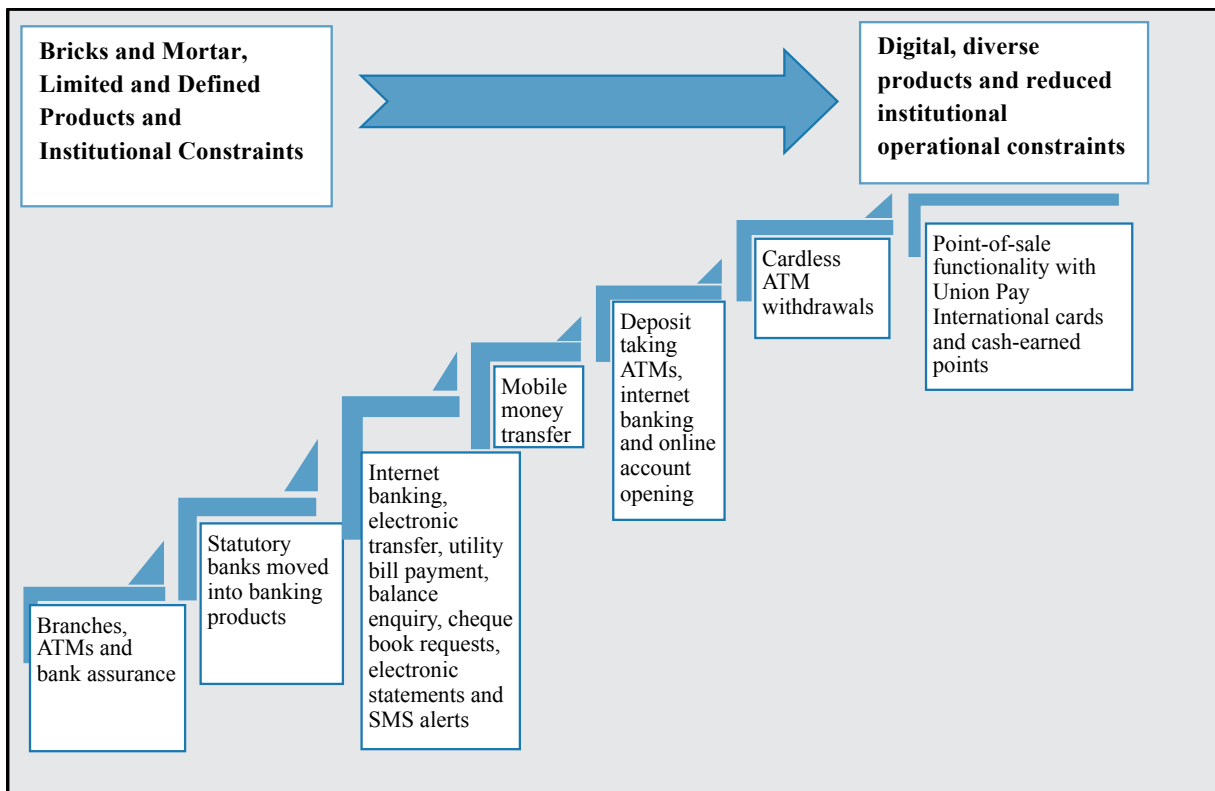 Bricks and Mortar,
Limited and Defined
Products and
Institutional Constraints
Digital, diverse
products and reduced
institutional
operational constraints
Branches,
ATMs and
bank assurance
Statutory
banks moved
into banking
products
Internet
banking,
electronic
transfer, utility
bill payment,
balance
enquiry, cheque
book requests,
electronic
statements and
SMS alerts
Mobile
money
transfer
Deposit
taking
ATMs,
internet
banking
and online
account
opening
Cardless
ATM
withdrawals
Point-of-sale
functionality with
Union Pay
International cards
and cash-earned
points